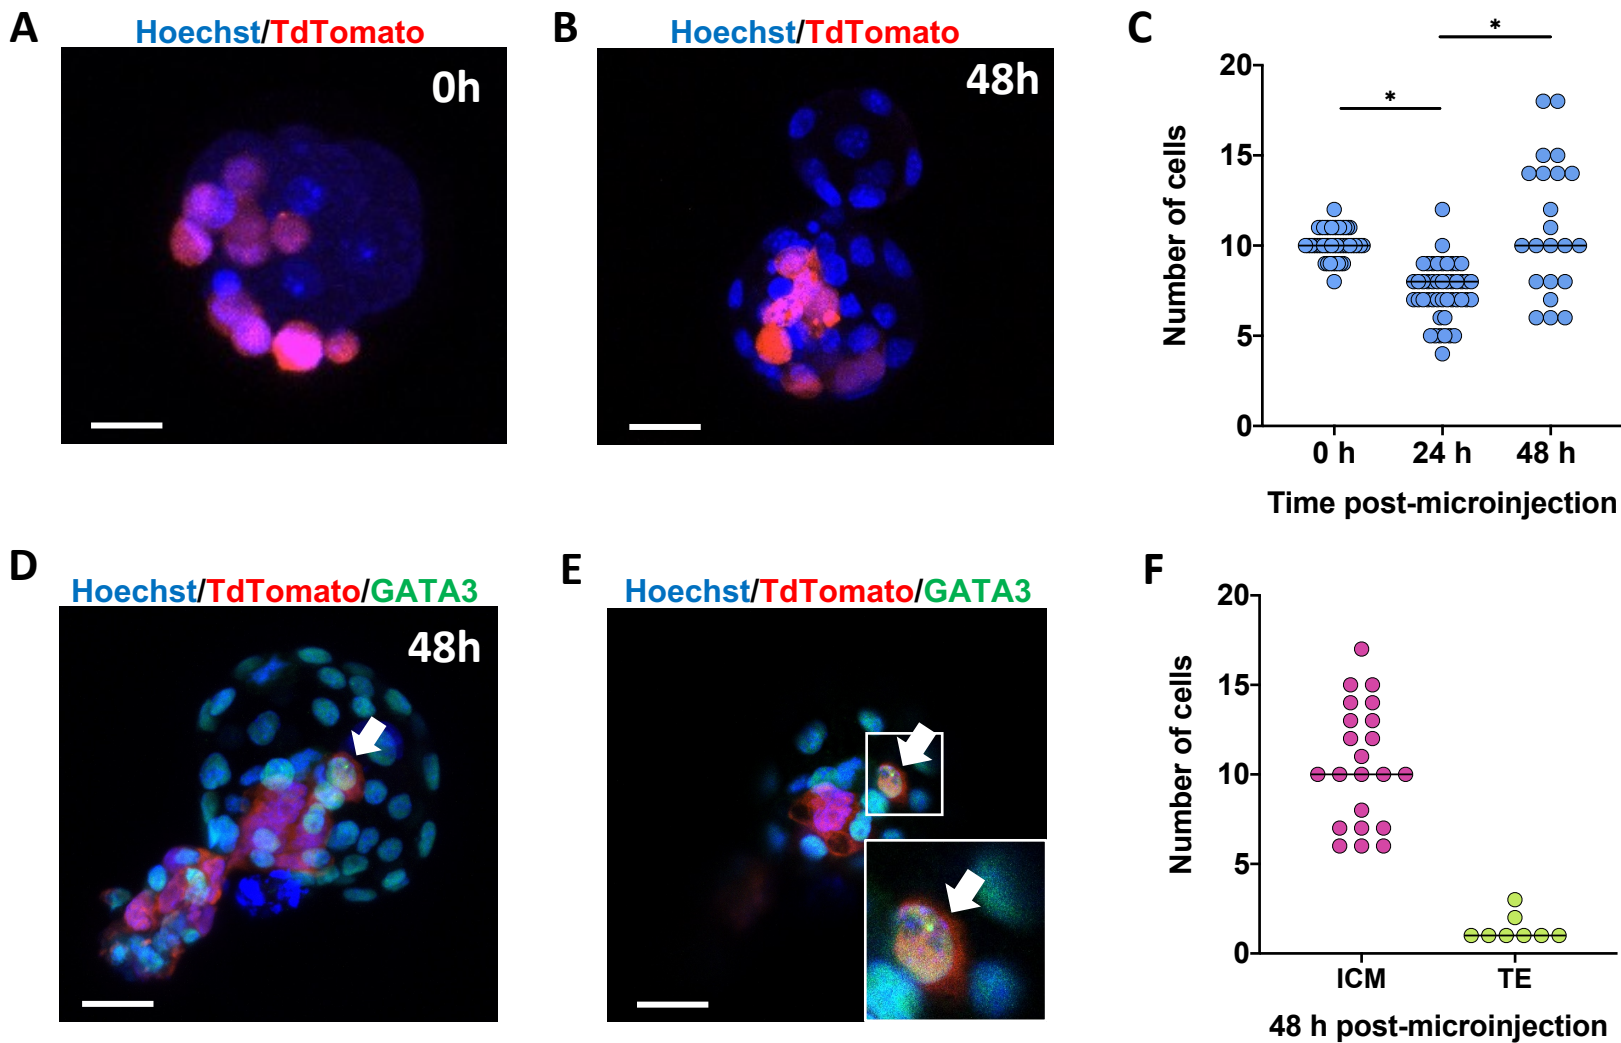 A
Hoechst/TdTomato
0h
B
Hoechst/TdTomato
48h
C
*
*
Number of cells
20
15
10
5
0
0 h
24 h
48 h
Time post-microinjection
D
Hoechst/TdTomato/GATA3
48h
E
Hoechst/TdTomato/GATA3
F
Number of cells
20
15
10
5
0
ICM
TE
48 h post-microinjection